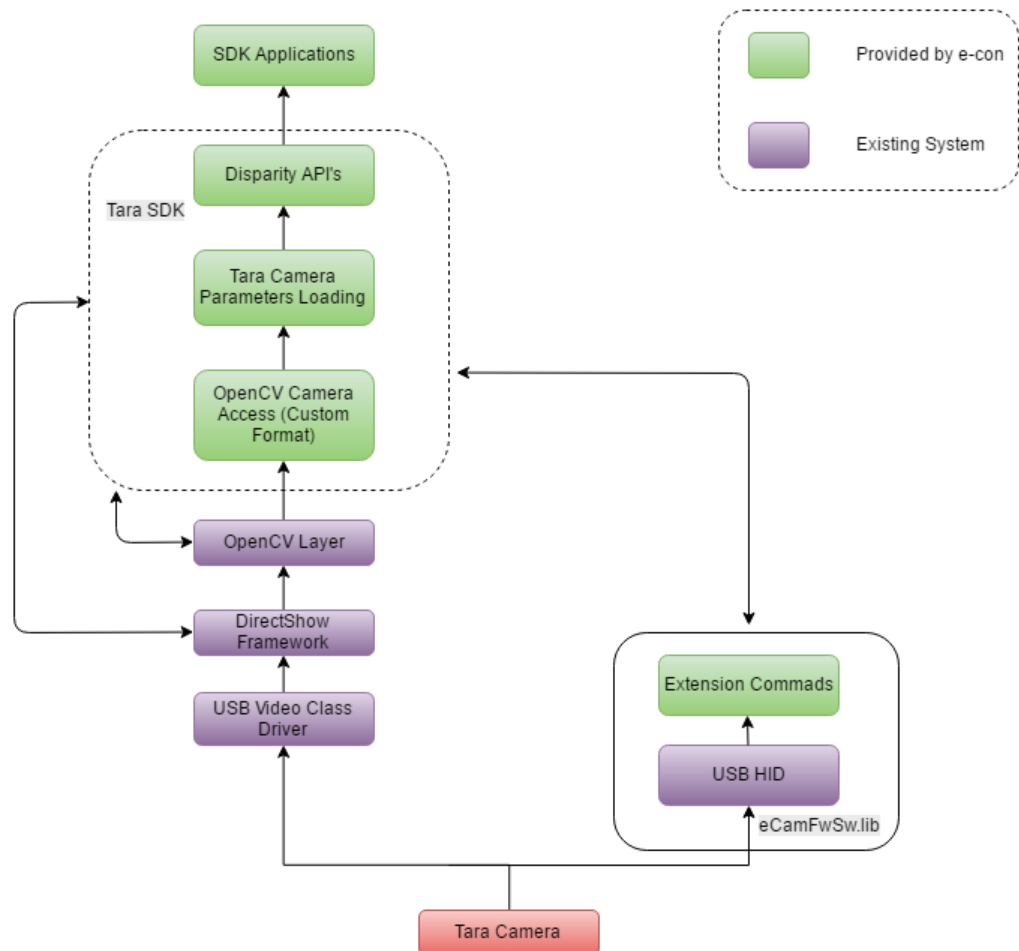 SDK Applications
Provided by e-con
Existing System
Disparity API's
Tara SDK
Tara Camera
Parameters Loading
OpenCV Camera
Access (Custom
Format)
OpenCV Layer
DirectShow
Framework
USB Video Class
Driver
Extension Commads
USB HID
eCamFwSw.lib
Tara Camera